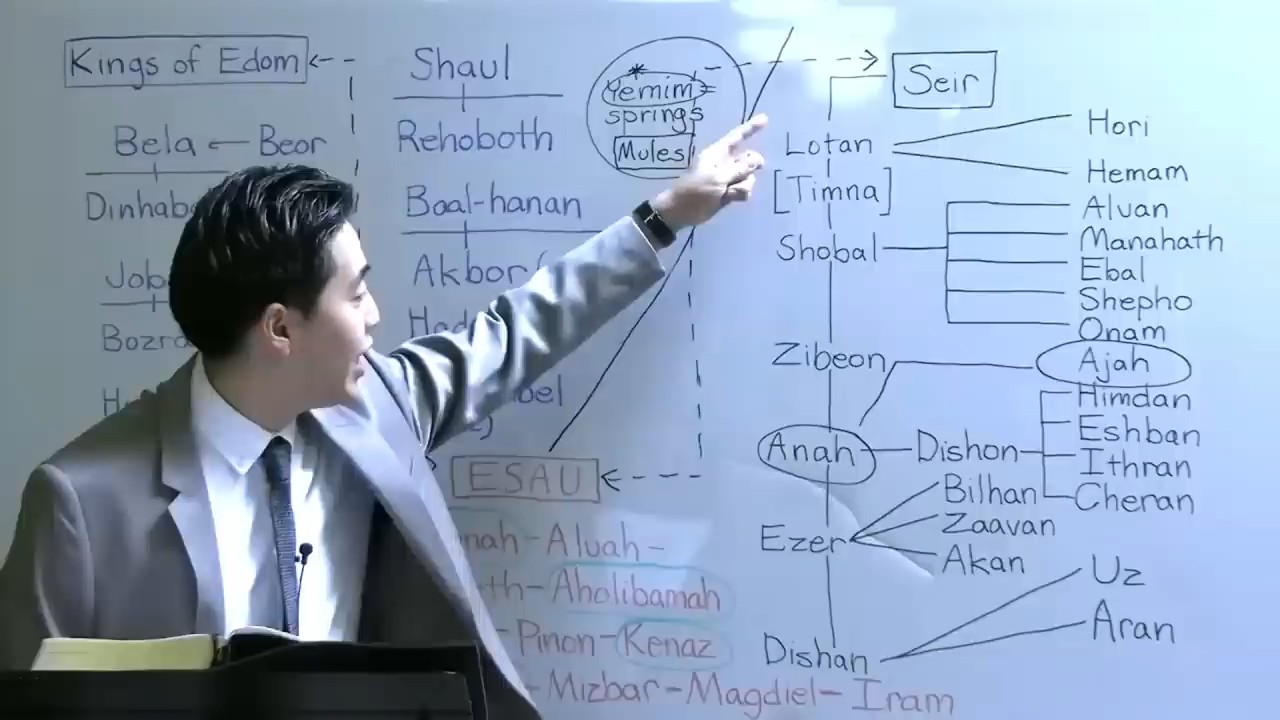 Kings of Edom
Bela ← Beor
Shaul
Rehoboth
Baal-hanan
Akbor
ESAU
Aluah-
Aholibamah
Pinon-Kenaz
Mizbar-Magdiel-Iram
*
Yemim=
springs
Mules
Seir
Lotan
[Timna]
Shobal
Zibeon
Anah
Dishon
Ezer
Dishan
Hori
Hemam
Aluan
Manahath
Ebal
Shepho
Onam
Ajah
Himdan
Eshban
Ithran
Cheran
Bilhan
Zaavan
Akan
Uz
Aran